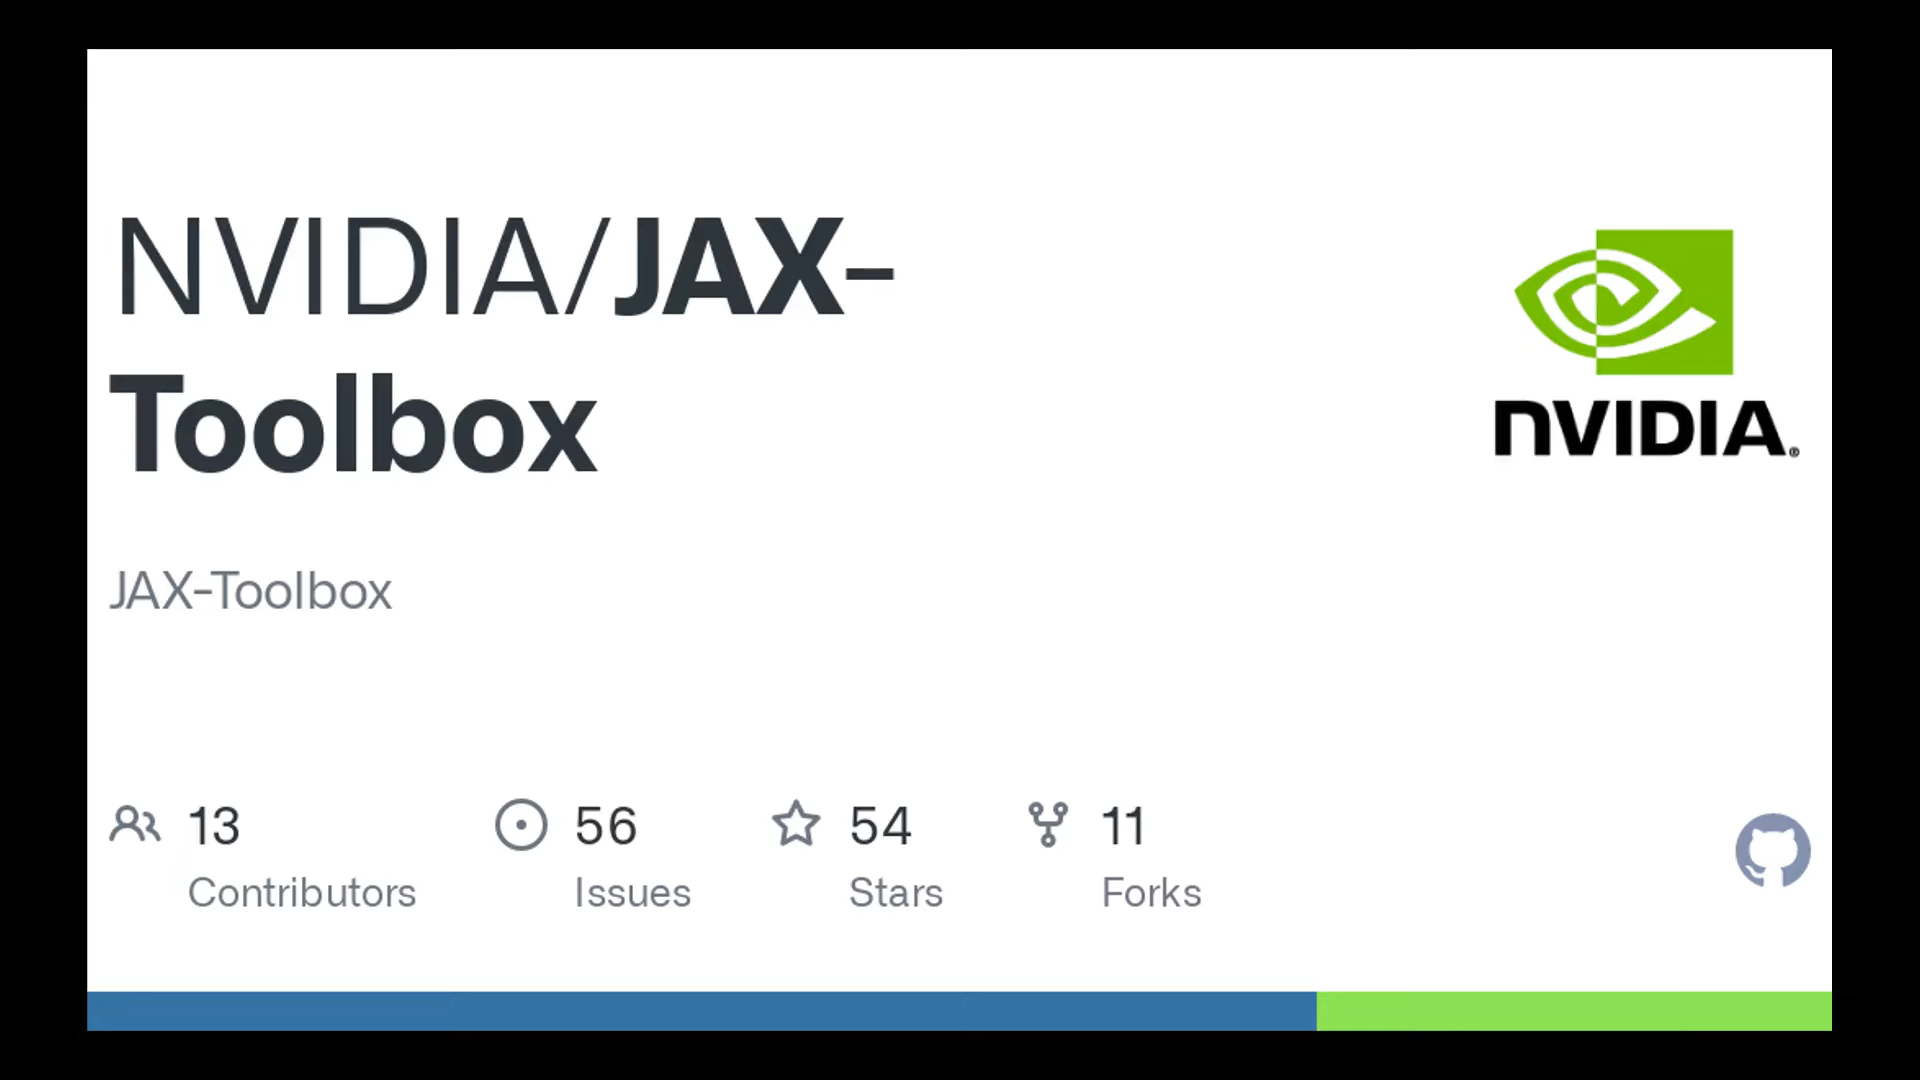 NVIDIA/JAX-
Toolbox
NVIDIA®
JAX-Toolbox
13
Contributors
56
Issues
54
Stars
11
Forks